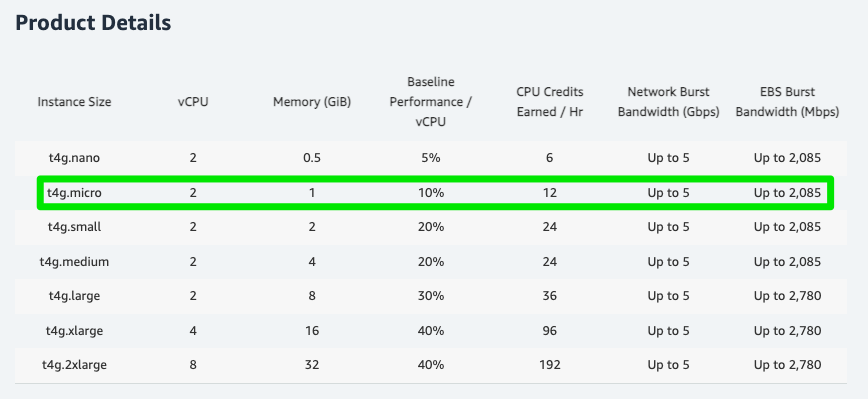 Product Details
Instance Size vCPU Memory (GiB) Baseline Performance / vCPU CPU Credits Earned / Hr Network Burst Bandwidth (Gbps) EBS Burst Bandwidth (Mbps)
t4g.nano 2 0.5 5% 6 Up to 5 Up to 2,085
t4g.micro 2 1 10% 12 Up to 5 Up to 2,085
t4g.small 2 2 20% 24 Up to 5 Up to 2,085
t4g.medium 2 4 20% 24 Up to 5 Up to 2,085
t4g.large 2 8 30% 36 Up to 5 Up to 2,780
t4g.xlarge 4 16 40% 96 Up to 5 Up to 2,780
t4g.2xlarge 8 32 40% 192 Up to 5 Up to 2,780